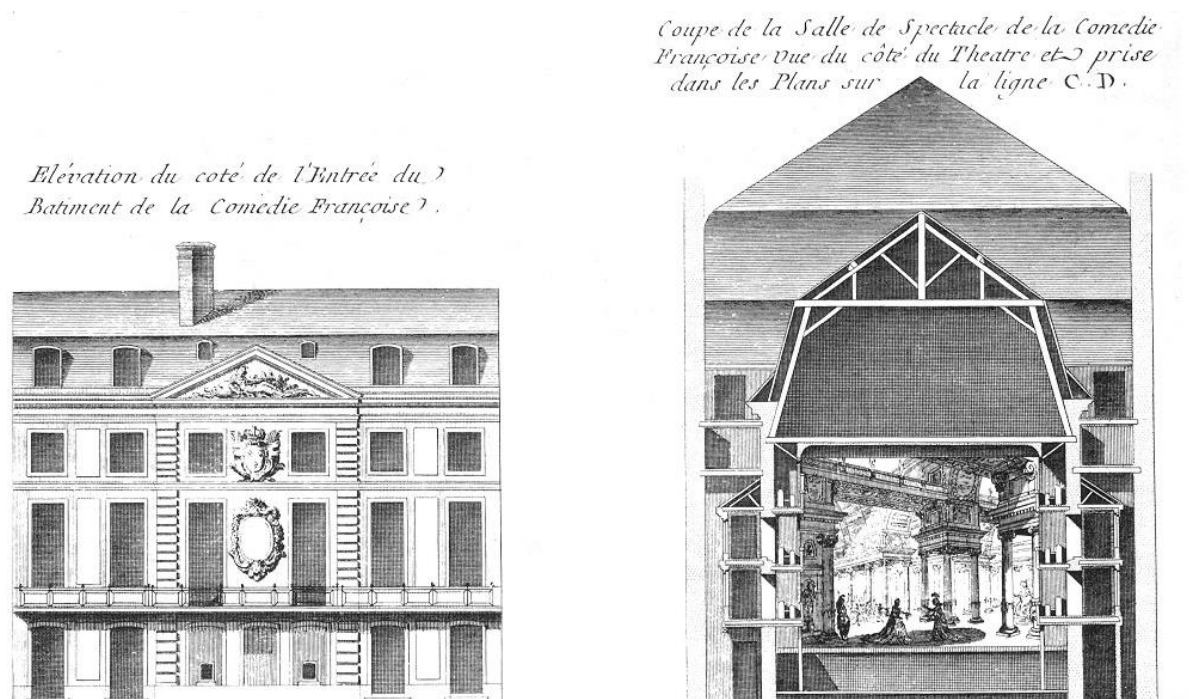 Elévation du coté de l'Entrée du
Batiment de la Comedie Françoise.
Coupe de la Salle de Spectacle de la Comedie
Françoise Vue du côté du Theatre et prise
dans les Plans sur la ligne C.D.